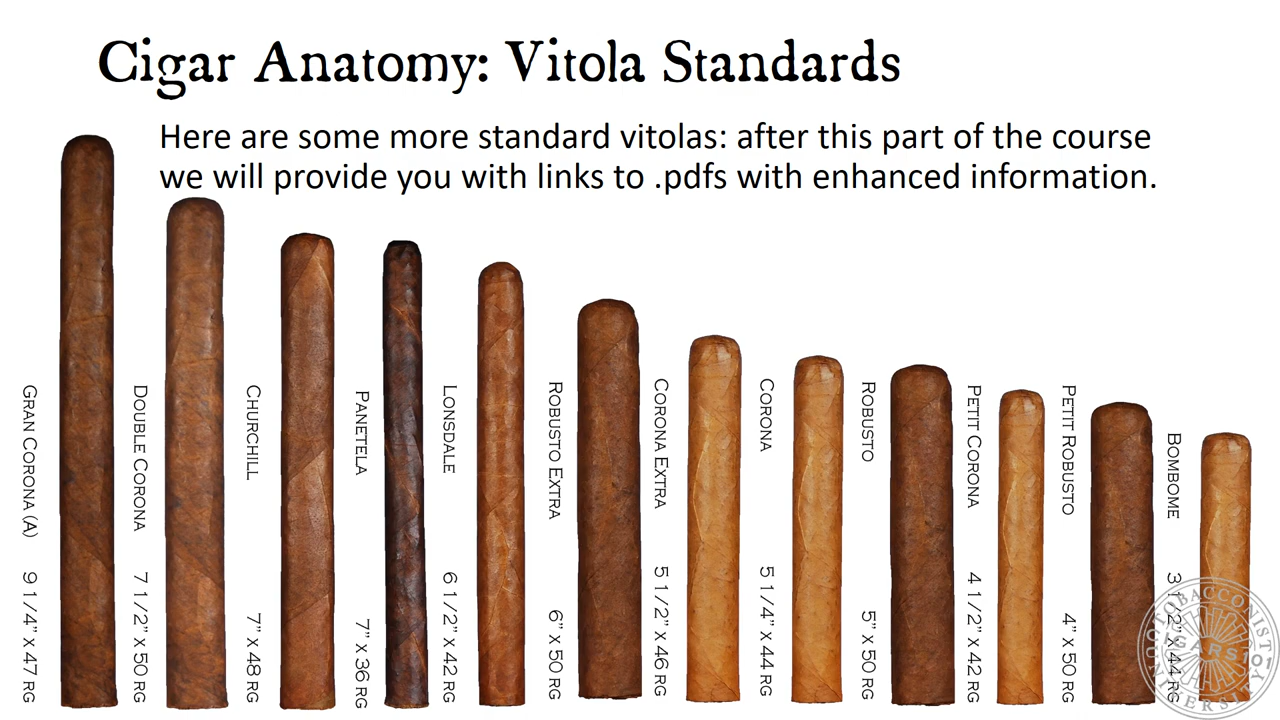 Cigar Anatomy: Vitola Standards
Here are some more standard vitolas: after this part of the course
we will provide you with links to .pdfs with enhanced information.
GRAN CORONA (A) 9 1/4” X 47 RG
DOUBLE CORONA 7 1/2” X 50 RG
CHURCHILL 7” X 48 RG
PANETELA 7” X 36 RG
LONSDALE 6 1/2” X 42 RG
ROBUSTO EXTRA 6” X 50 RG
CORONA EXTRA 5 1/2” X 46 RG
CORONA 5 1/4” X 44 RG
ROBUSTO 5” X 50 RG
PETIT CORONA 4 1/2” X 42 RG
PETIT ROBUSTO 4” X 50 RG
BOMBOME 3 1/2” X 44 RG
TOBACCONIST
UNIVERSITY